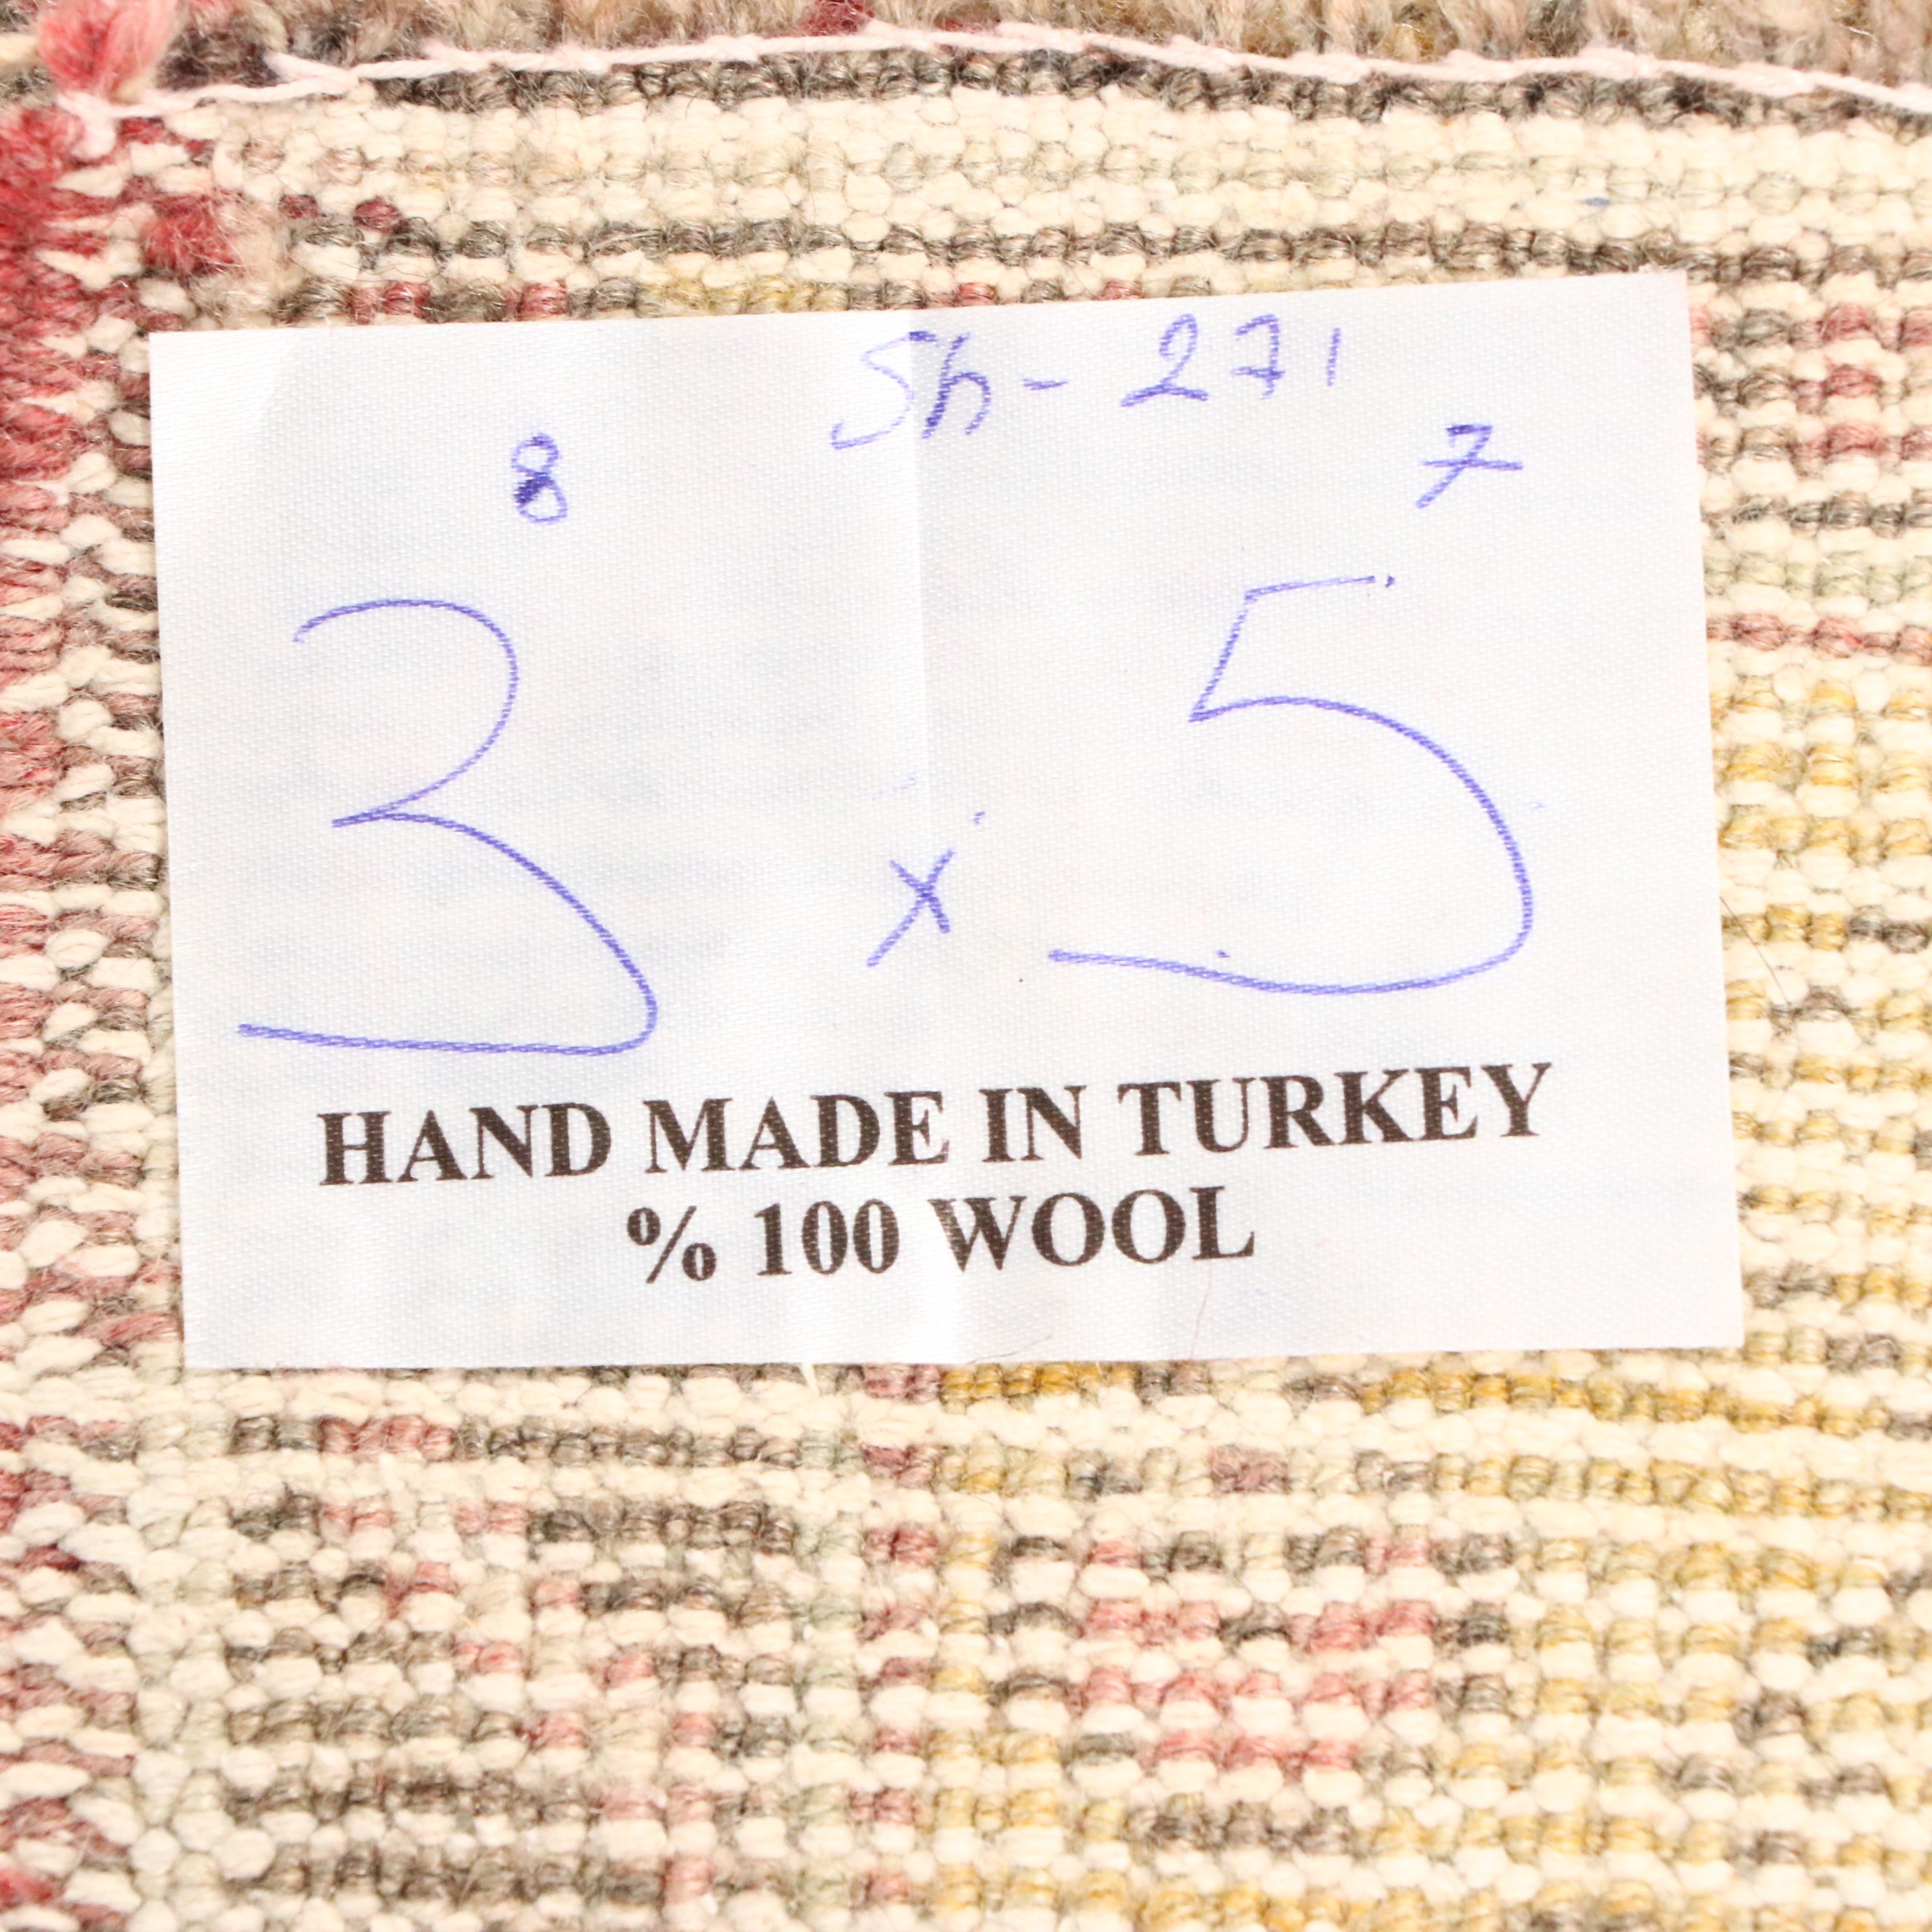 Sh-271
8 7
3 x 5
HAND MADE IN TURKEY
% 100 WOOL